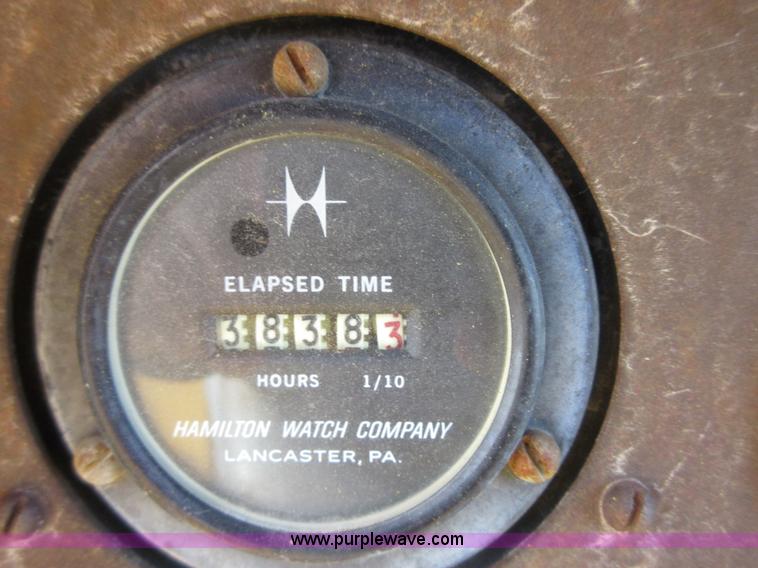 ELAPSED TIME
38383
HOURS 1/10
HAMILTON WATCH COMPANY
LANCASTER, PA.
www.purplewave.com